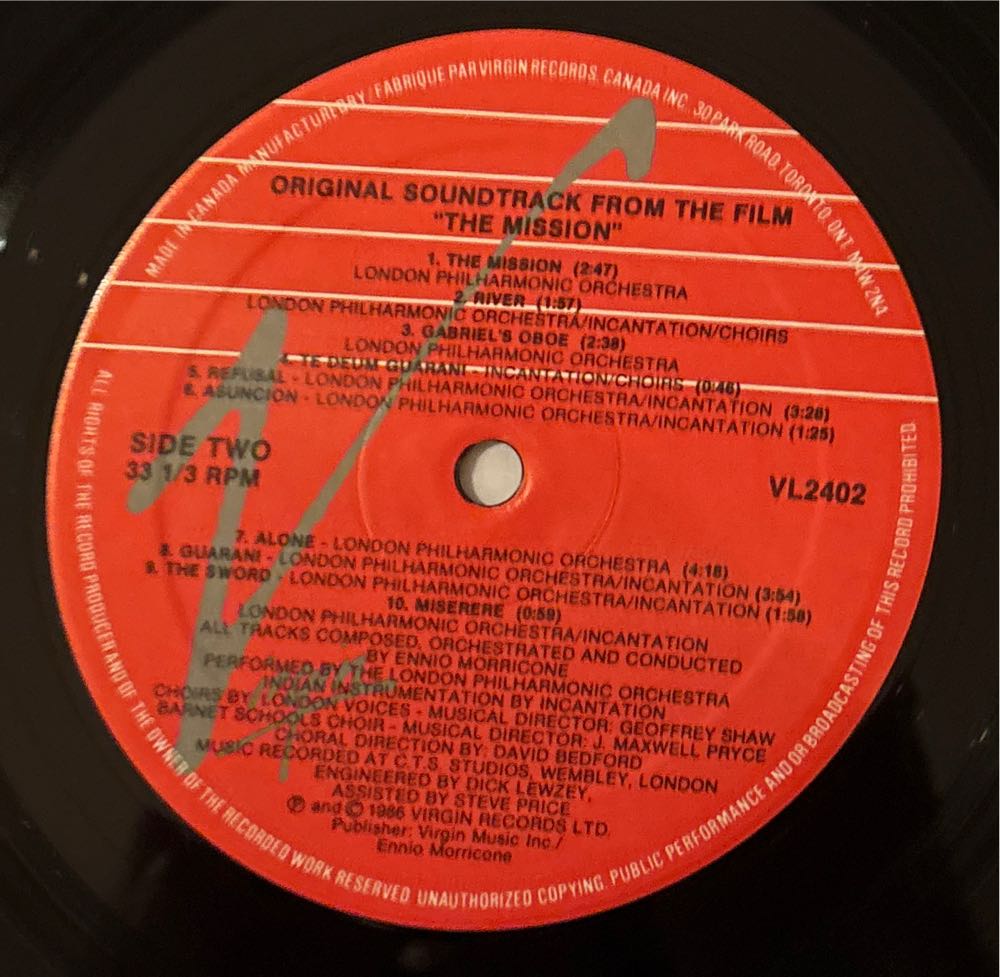 MADE IN CANADA MANUFACTURED BY / FABRIQUE PAR VIRGIN RECORDS. CANADA INC. 30 PARK ROAD. TORONTO, ONT. M4W 2N4
ORIGINAL SOUNDTRACK FROM THE FILM
"THE MISSION"
1. THE MISSION (2:47)
LONDON PHILHARMONIC ORCHESTRA
2. RIVER (1:57)
LONDON PHILHARMONIC ORCHESTRA/INCANTATION/CHOIRS
3. GABRIEL'S OBOE (2:38)
LONDON PHILHARMONIC ORCHESTRA
4. TE DEUM GUARANI - INCANTATION/CHOIRS (0:46)
5. REFUSAL - LONDON PHILHARMONIC ORCHESTRA/INCANTATION (3:28)
6. ASUNCION - LONDON PHILHARMONIC ORCHESTRA/INCANTATION (1:25)
SIDE TWO
33 1/3 RPM
VL2402
7. ALONE - LONDON PHILHARMONIC ORCHESTRA (4:18)
8. GUARANI - LONDON PHILHARMONIC ORCHESTRA/INCANTATION (3:54)
9. THE SWORD - LONDON PHILHARMONIC ORCHESTRA/INCANTATION (1:58)
10. MISERERE (0:59)
LONDON PHILHARMONIC ORCHESTRA/INCANTATION
ALL TRACKS COMPOSED, ORCHESTRATED AND CONDUCTED
BY ENNIO MORRICONE
PERFORMED BY THE LONDON PHILHARMONIC ORCHESTRA
INDIAN INSTRUMENTATION BY INCANTATION
CHOIRS BY LONDON VOICES - MUSICAL DIRECTOR: GEOFFREY SHAW
BARNET SCHOOLS CHOIR - MUSICAL DIRECTOR: J. MAXWELL PRYCE
CHORAL DIRECTION BY: DAVID BEDFORD
MUSIC RECORDED AT C.T.S. STUDIOS, WEMBLEY, LONDON
ENGINEERED BY DICK LEWZEY,
ASSISTED BY STEVE PRICE
℗ and © 1986 VIRGIN RECORDS LTD.
Publisher: Virgin Music Inc./
Ennio Morricone
ALL RIGHTS OF THE RECORD PRODUCER AND OF THE OWNER OF THE RECORDED WORK RESERVED. UNAUTHORIZED COPYING. PUBLIC PERFORMANCE AND OR BROADCASTING OF THIS RECORD PROHIBITED.
Virgin